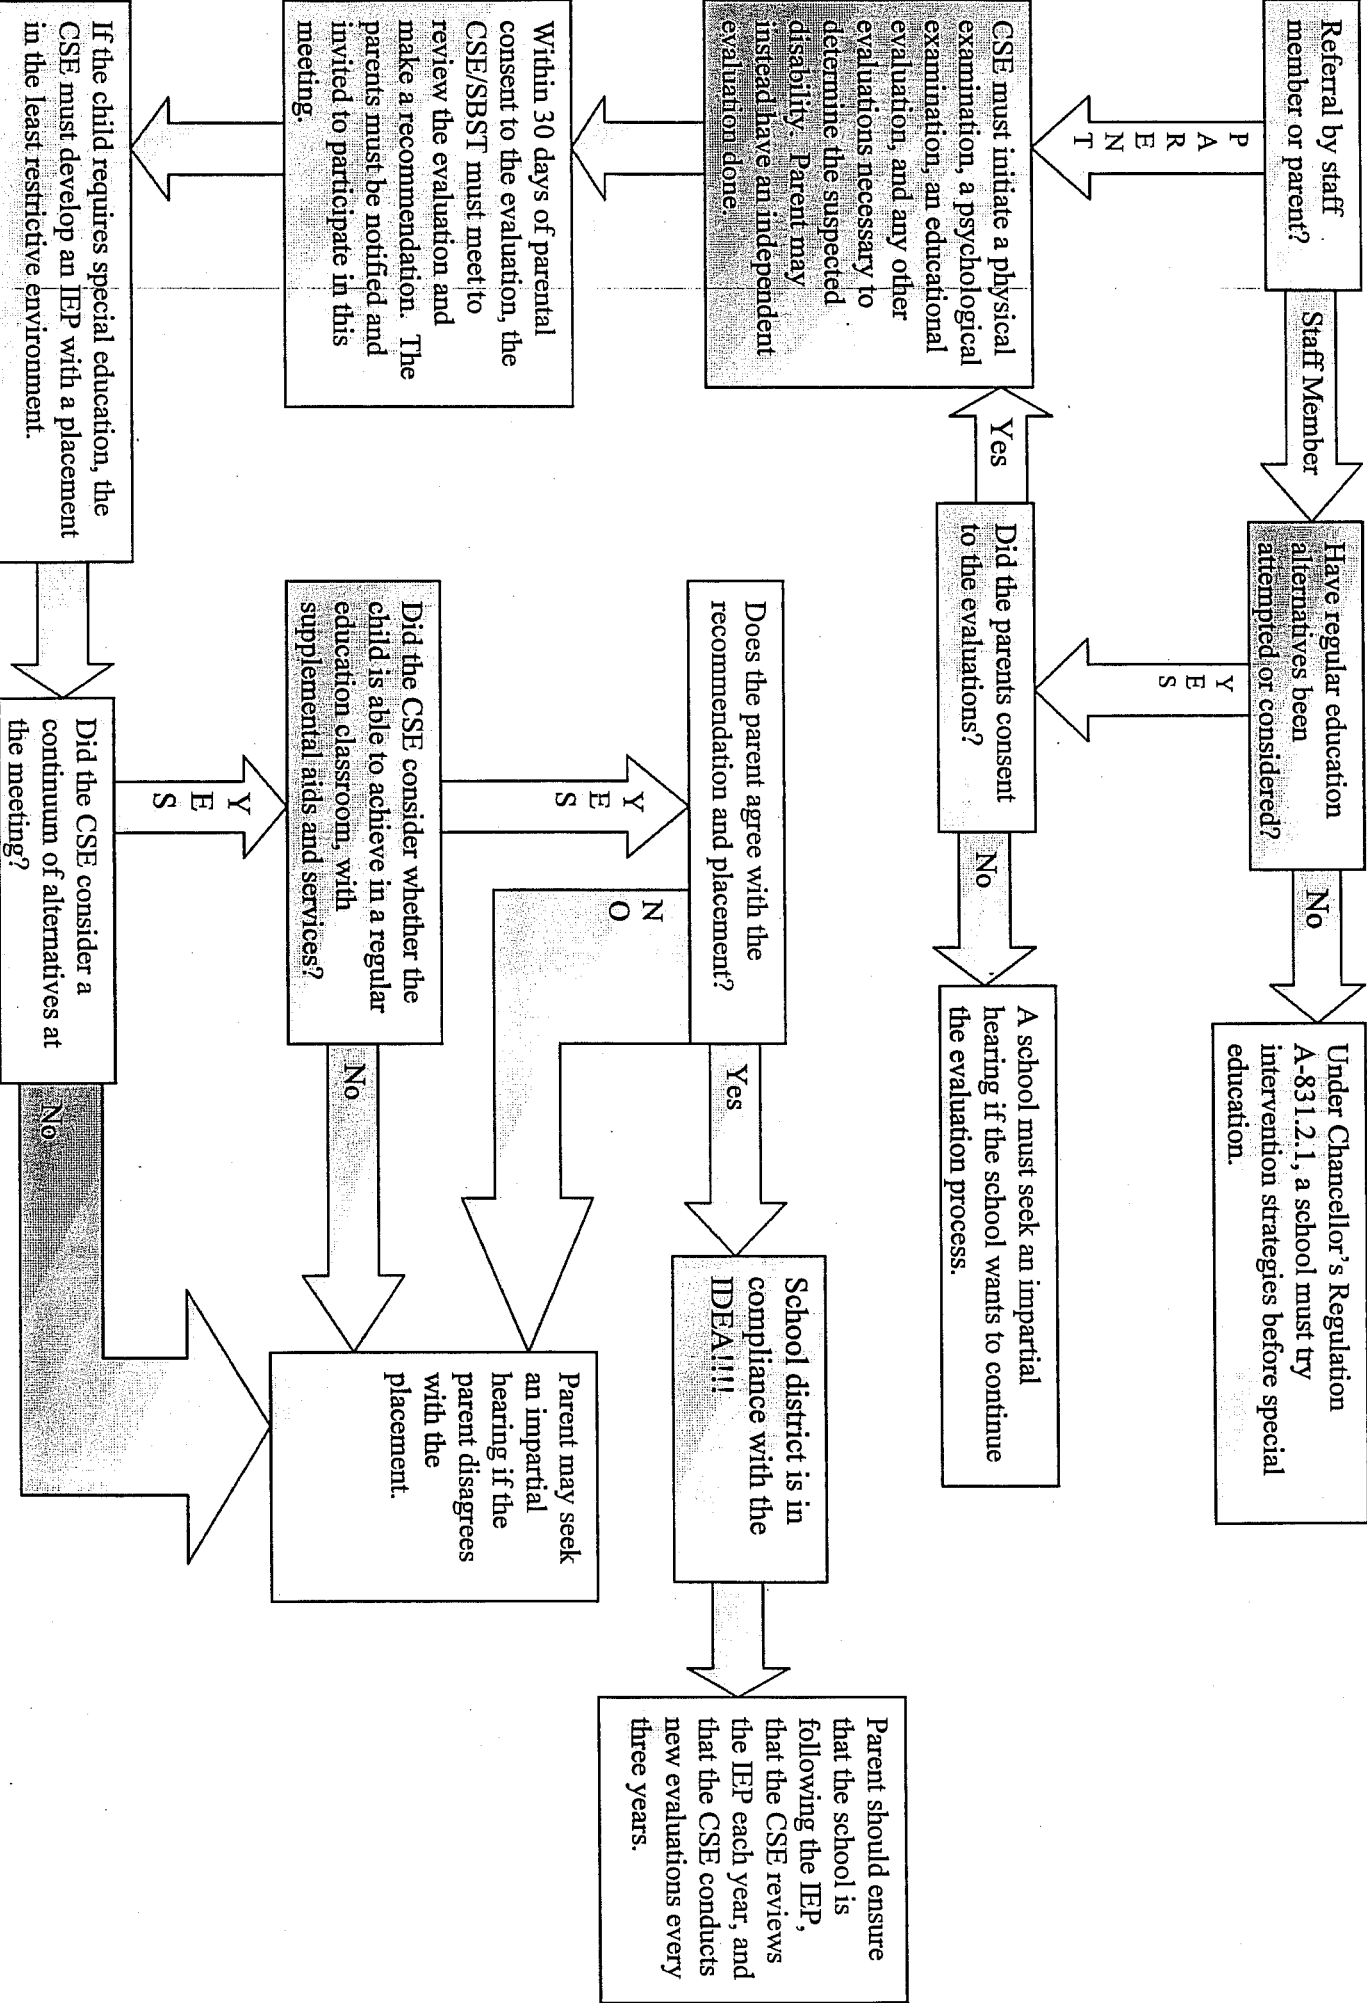 Referral by staff
member or parent?
Staff Member
Have regular education
alternatives been
attempted or considered?
No
Under Chancellor's Regulation
A-831.2.1, a school must try
intervention strategies before special
education.
P
A
R
E
N
T
Y
E
S
CSE must initiate a physical
examination, a psychological
examination, an educational
evaluation, and any other
evaluations necessary to
determine the suspected
disability. Parent may
instead have an independent
evaluation done.
Yes
Did the parents consent
to the evaluations?
No
A school must seek an impartial
hearing if the school wants to continue
the evaluation process.
Within 30 days of parental
consent to the evaluation, the
CSE/SBST must meet to
review the evaluation and
make a recommendation. The
parents must be notified and
invited to participate in this
meeting.
Does the parent agree with the
recommendation and placement?
Yes
School district is in
compliance with the
IDEA!!!!
Parent should ensure
that the school is
following the IEP,
that the CSE reviews
the IEP each year, and
that the CSE conducts
new evaluations every
three years.
N
O
Y
E
S
Did the CSE consider whether the
child is able to achieve in a regular
education classroom, with
supplemental aids and services?
No
Parent may seek
an impartial
hearing if the
parent disagrees
with the
placement.
Y
E
S
If the child requires special education, the
CSE must develop an IEP with a placement
in the least restrictive environment.
Did the CSE consider a
continuum of alternatives at
the meeting?
No